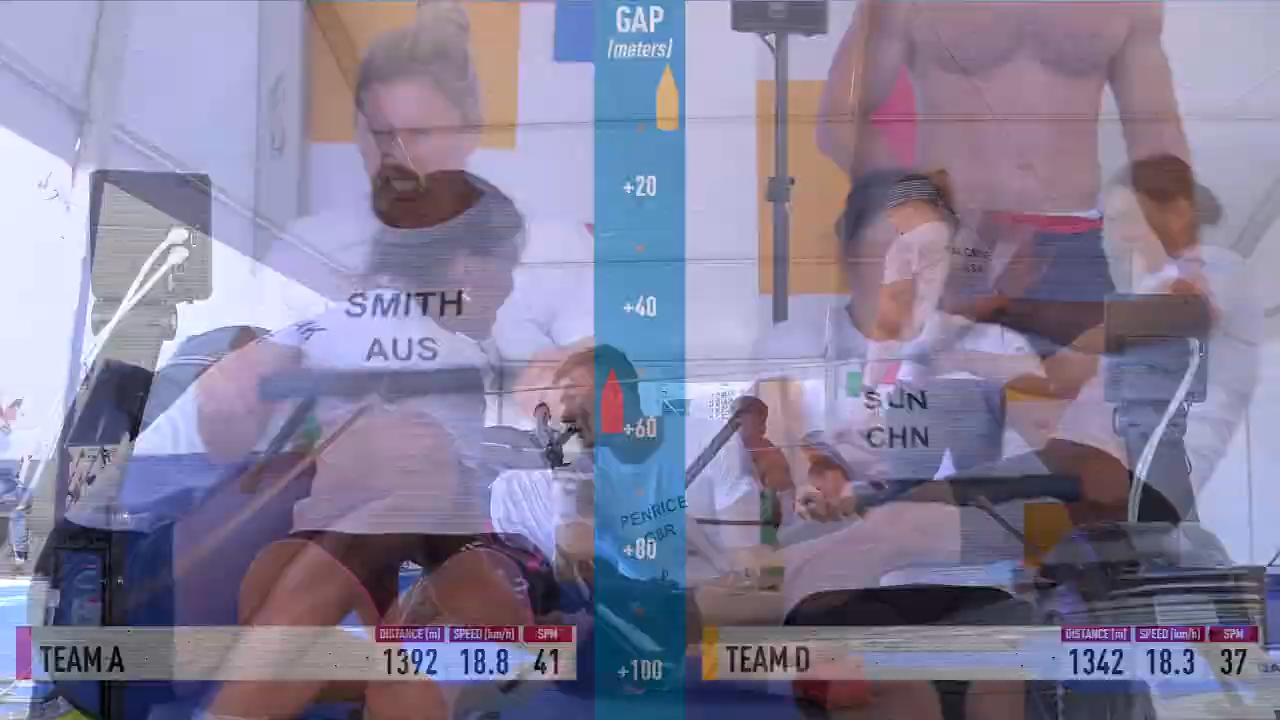 GAP
(meters)
+20
+40
+60
+80
+100
SMITH
AUS
SUN
CHN
PENRICE
GBR
TEAM A
DISTANCE (m) SPEED (km/h) SPM
1392 18.8 41
TEAM D
DISTANCE (m) SPEED (km/h) SPM
1342 18.3 37